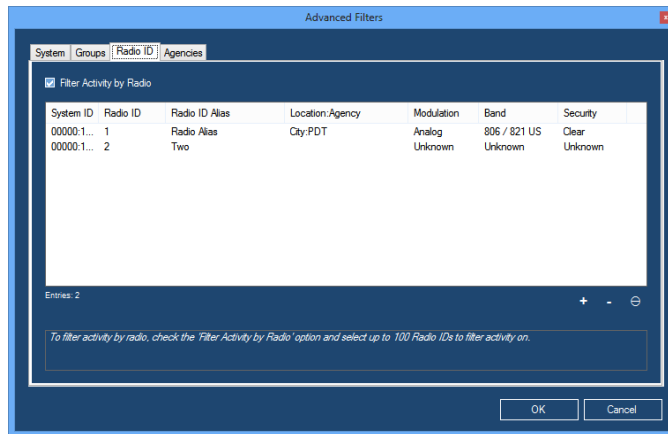 Advanced Filters
x
System Groups Radio ID Agencies
Filter Activity by Radio
System ID Radio ID Radio ID Alias Location:Agency Modulation Band Security
00000:1... 1 Radio Alias City:PDT Analog 806 / 821 US Clear
00000:1... 2 Two Unknown Unknown Unknown
Entries: 2
+ - ⊖
To filter activity by radio, check the 'Filter Activity by Radio' option and select up to 100 Radio IDs to filter activity on.
OK Cancel